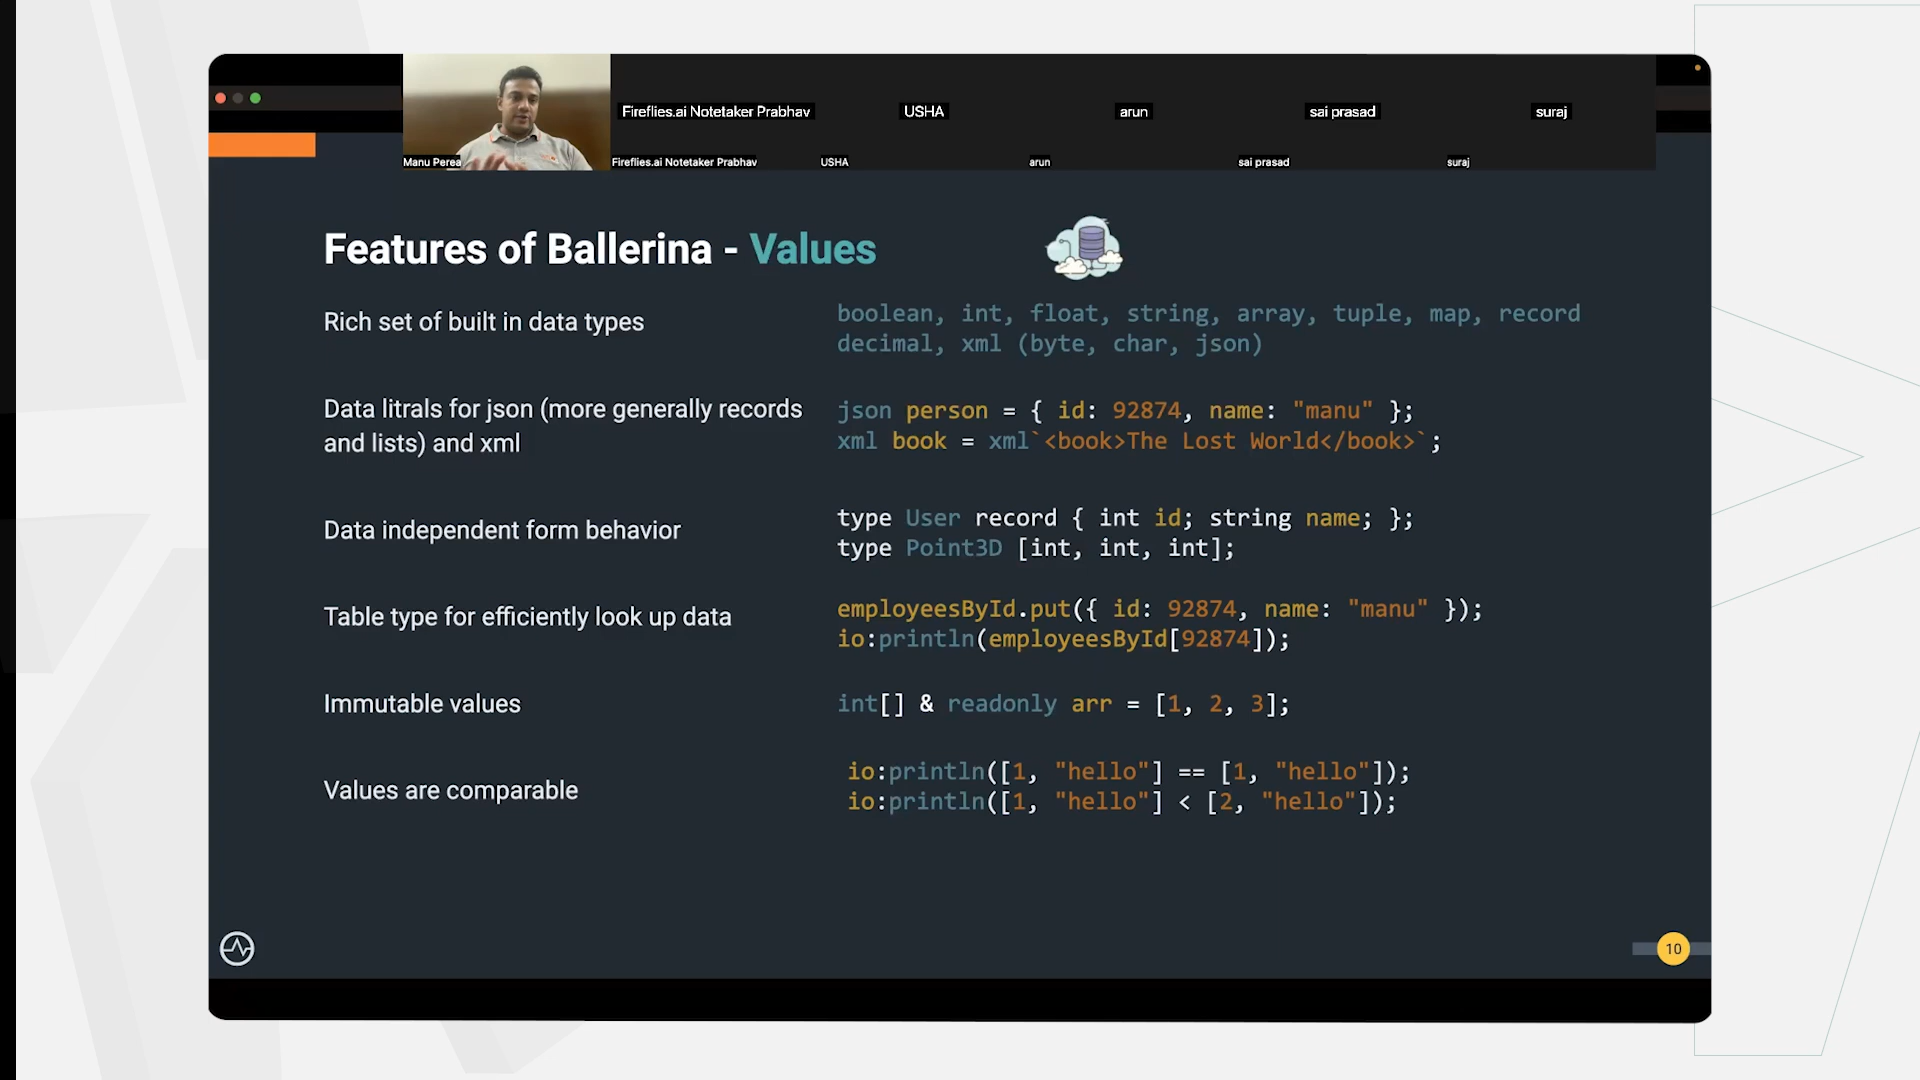 Fireflies.ai Notetaker Prabhav
USHA
arun
sai prasad
suraj
Manu Perea
Fireflies.ai Notetaker Prabhav
USHA
arun
sai prasad
suraj
Features of Ballerina - Values
Rich set of built in data types
boolean, int, float, string, array, tuple, map, record
decimal, xml (byte, char, json)
Data litrals for json (more generally records
and lists) and xml
json person = { id: 92874, name: "manu" };
xml book = xml`<book>The Lost World</book>`;
Data independent form behavior
type User record { int id; string name; };
type Point3D [int, int, int];
Table type for efficiently look up data
employeesById.put({ id: 92874, name: "manu" });
io:println(employeesById[92874]);
Immutable values
int[] & readonly arr = [1, 2, 3];
Values are comparable
io:println([1, "hello"] == [1, "hello"]);
io:println([1, "hello"] < [2, "hello"]);
10